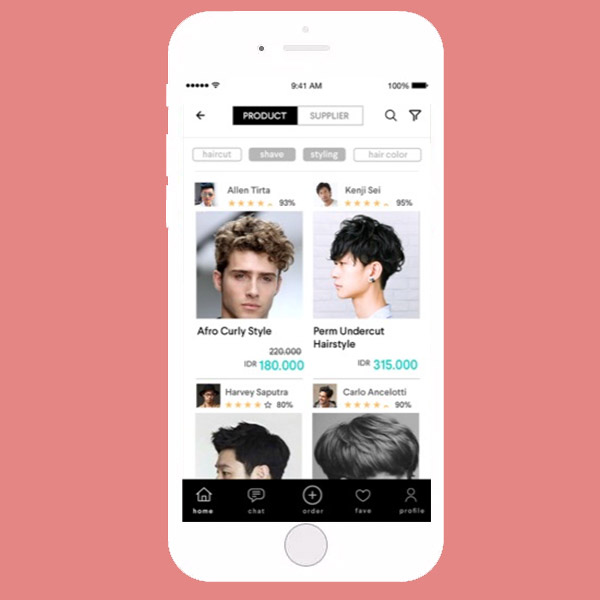 9:41 AM 100%
PRODUCT SUPPLIER
haircut shave styling hair color
Allen Tirta Kenji Sei
93% 95%
Afro Curly Style Perm Undercut
Hairstyle
220.000
IDR 180.000 IDR 315.000
Harvey Saputra Carlo Ancelotti
80% 90%
home chat order fave profile